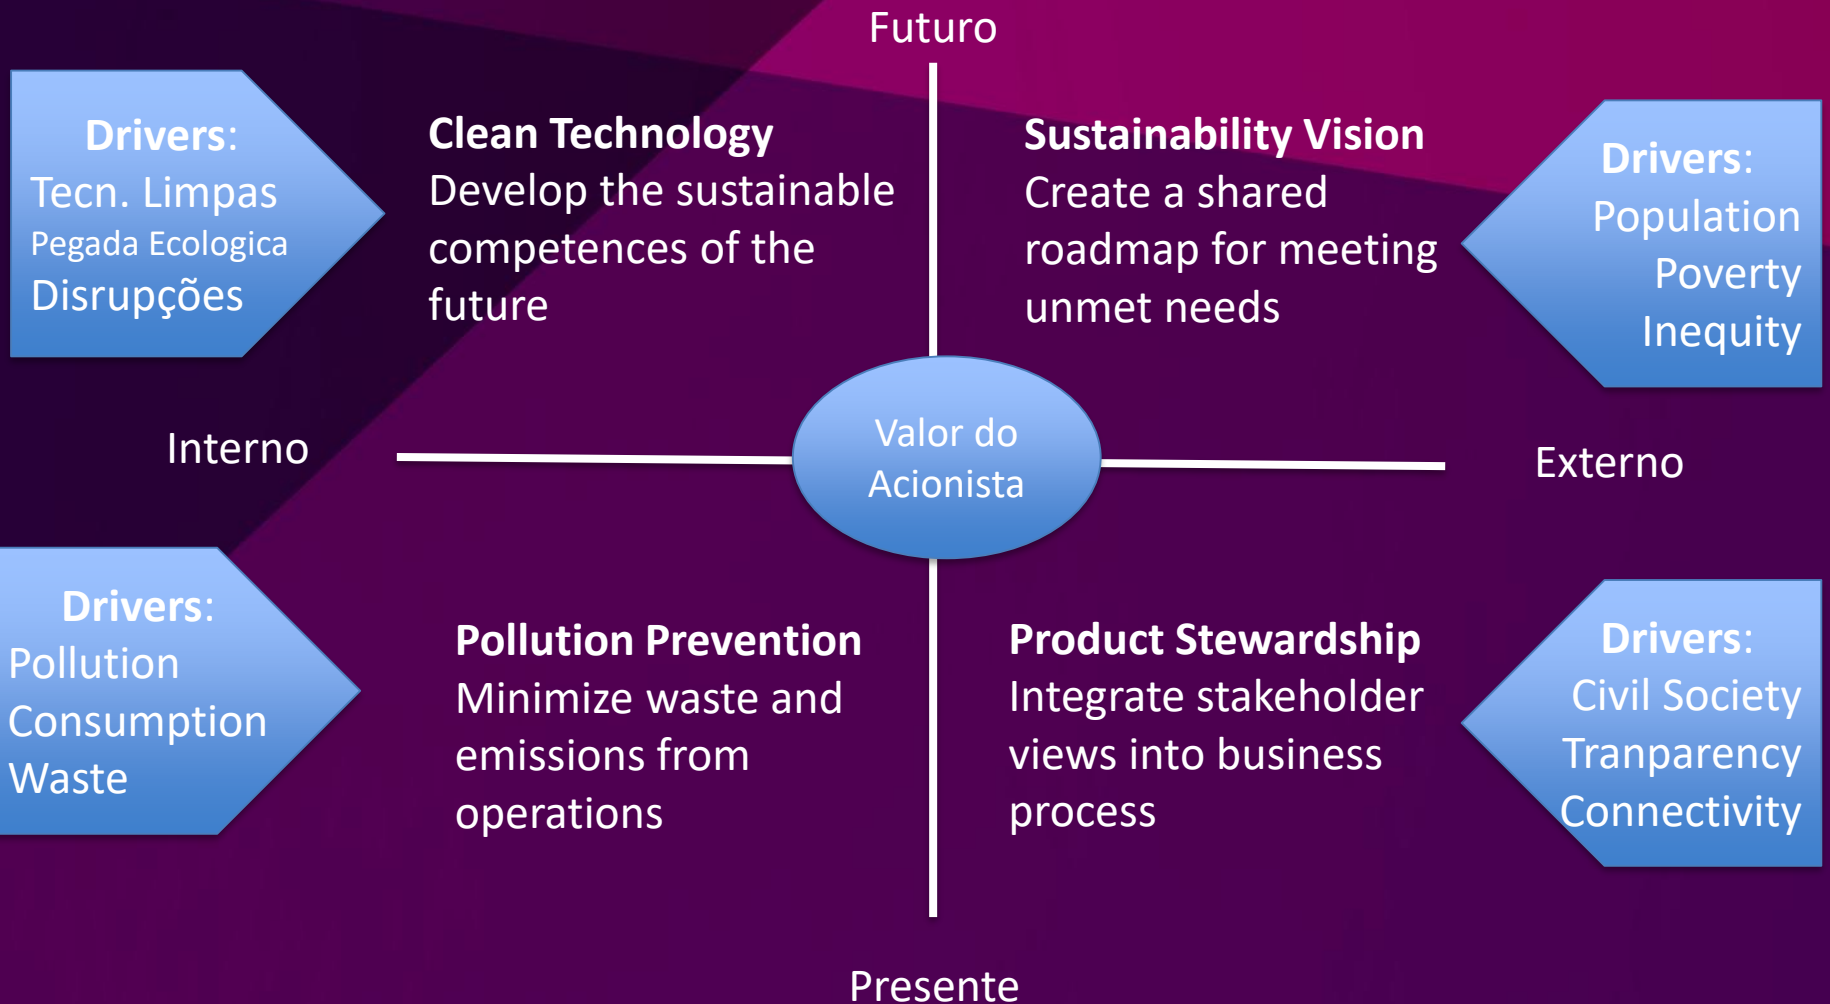 Futuro
Drivers:
Tecn. Limpas
Pegada Ecologica
Disrupções
Clean Technology
Develop the sustainable
competences of the
future
Sustainability Vision
Create a shared
roadmap for meeting
unmet needs
Drivers:
Population
Poverty
Inequity
Interno
Valor do
Acionista
Externo
Drivers:
Pollution
Consumption
Waste
Pollution Prevention
Minimize waste and
emissions from
operations
Product Stewardship
Integrate stakeholder
views into business
process
Drivers:
Civil Society
Tranparency
Connectivity
Presente